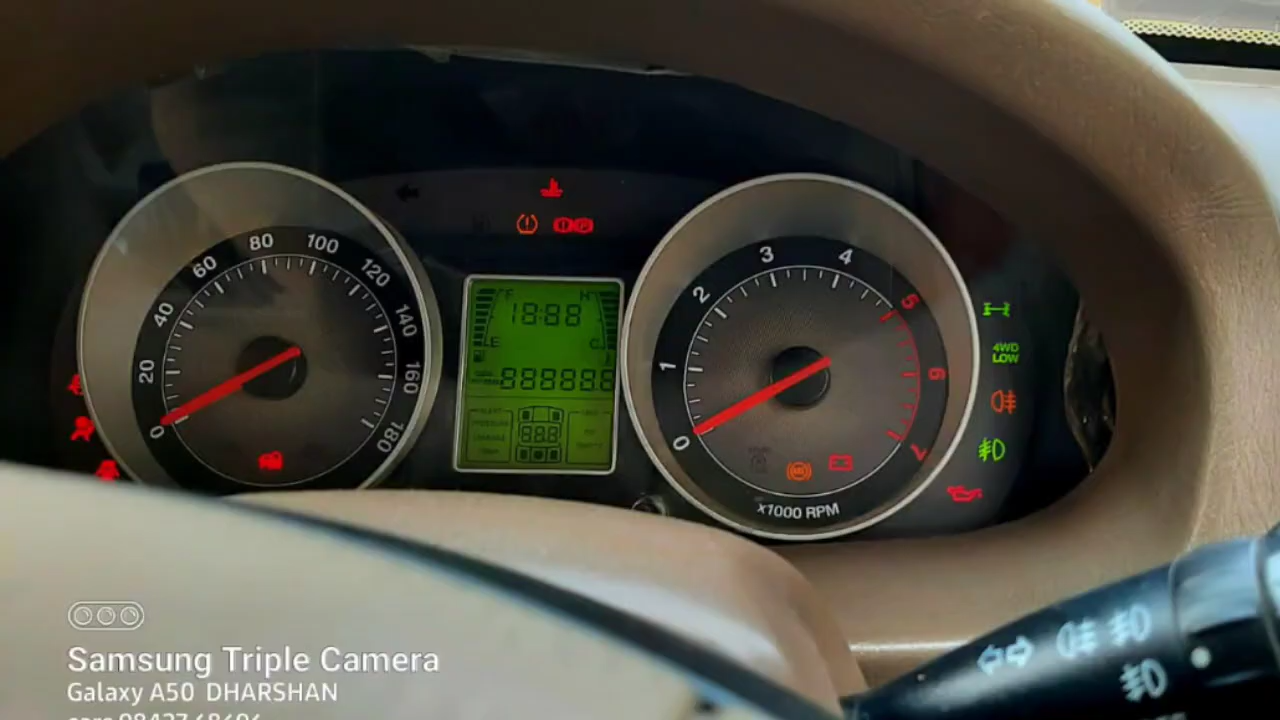 0
20
40
60
80
100
120
140
160
180
F H
18:88
E C
88888.8
888
0
1
2
3
4
5
6
7
x1000 RPM
ABS
4WD
LOW
Samsung Triple Camera
Galaxy A50 DHARSHAN